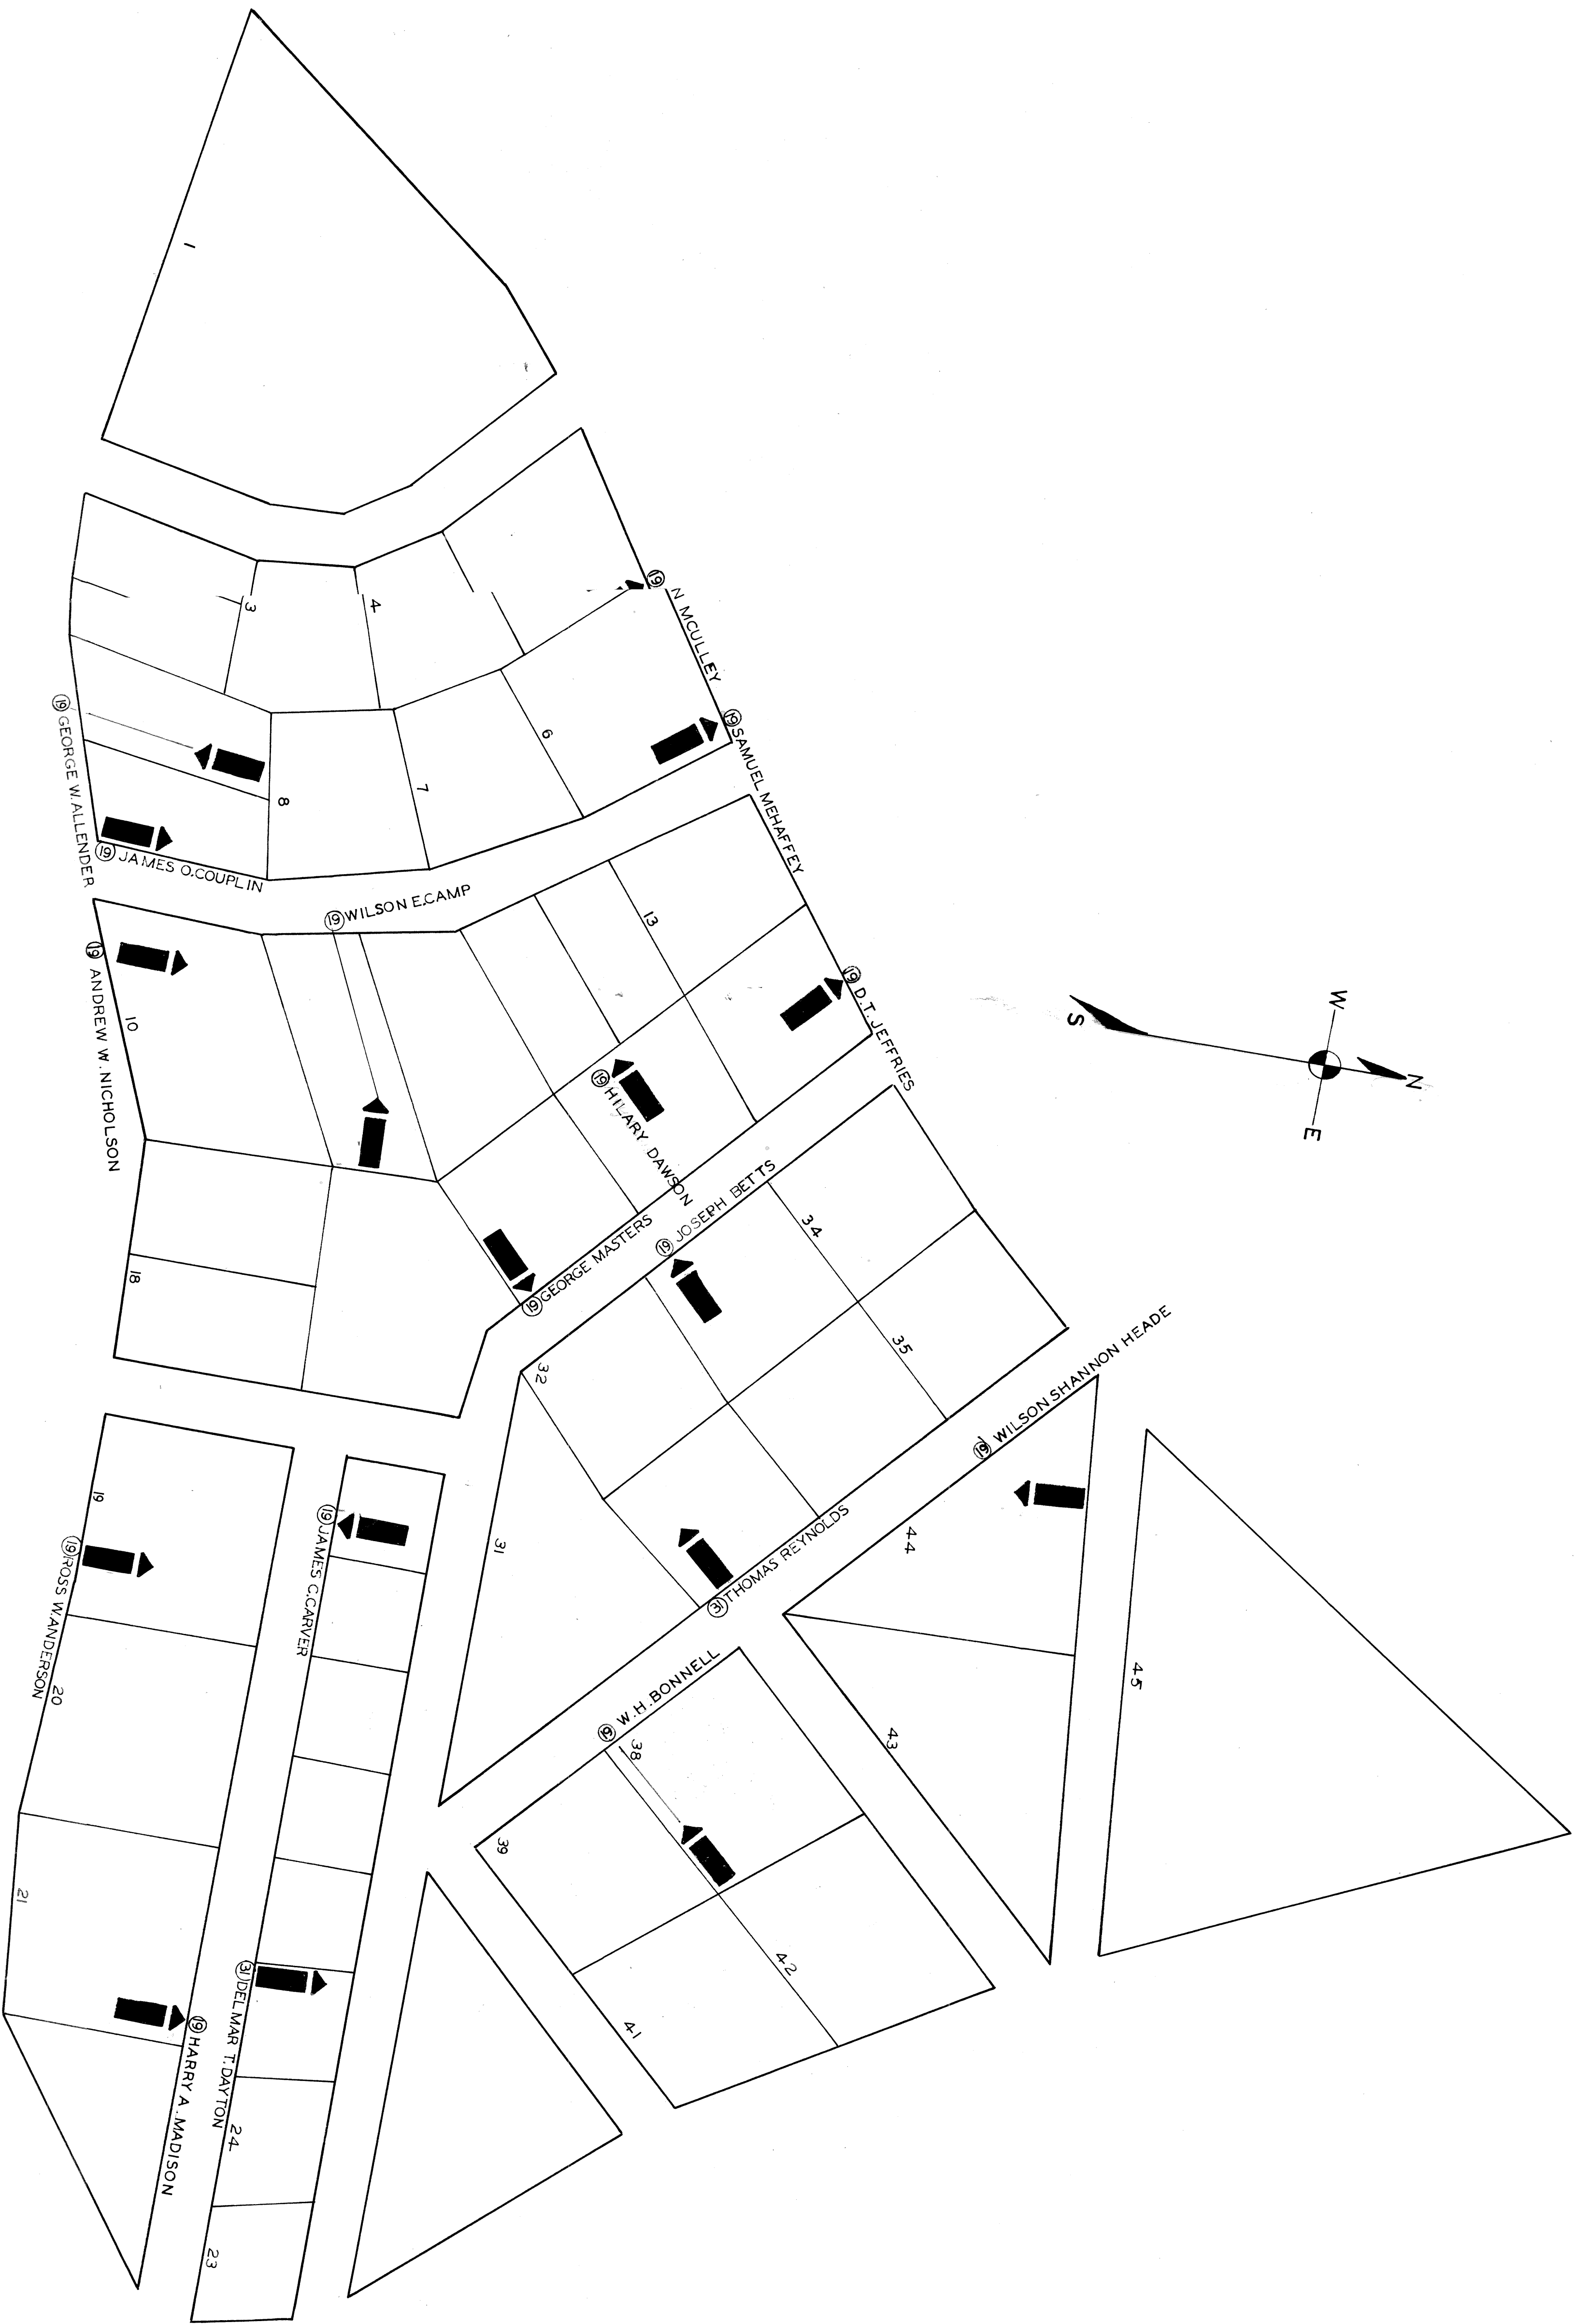 1
3
4
19 N MCULLEY
19 SAMUEL MEHAFFEY
6
7
8
19 GEORGE W. ALLENDER
19 JAMES O. COUPLIN
19 WILSON E. CAMP
13
19 D.T. JEFFRIES
19 ANDREW W. NICHOLSON
10
19 HILARY DAWSON
W
S
N
E
19 GEORGE MASTERS
19 JOSEPH BETTS
34
18
32
35
19 WILSON SHANNON HEADE
19
19 ROSS W. ANDERSON
20
19 JAMES C. CARVER
31
31 THOMAS REYNOLDS
44
45
43
19 W.H. BONNELL
38
39
42
41
21
31 DELMAR T. DAYTON
19 HARRY A. MADISON
24
23